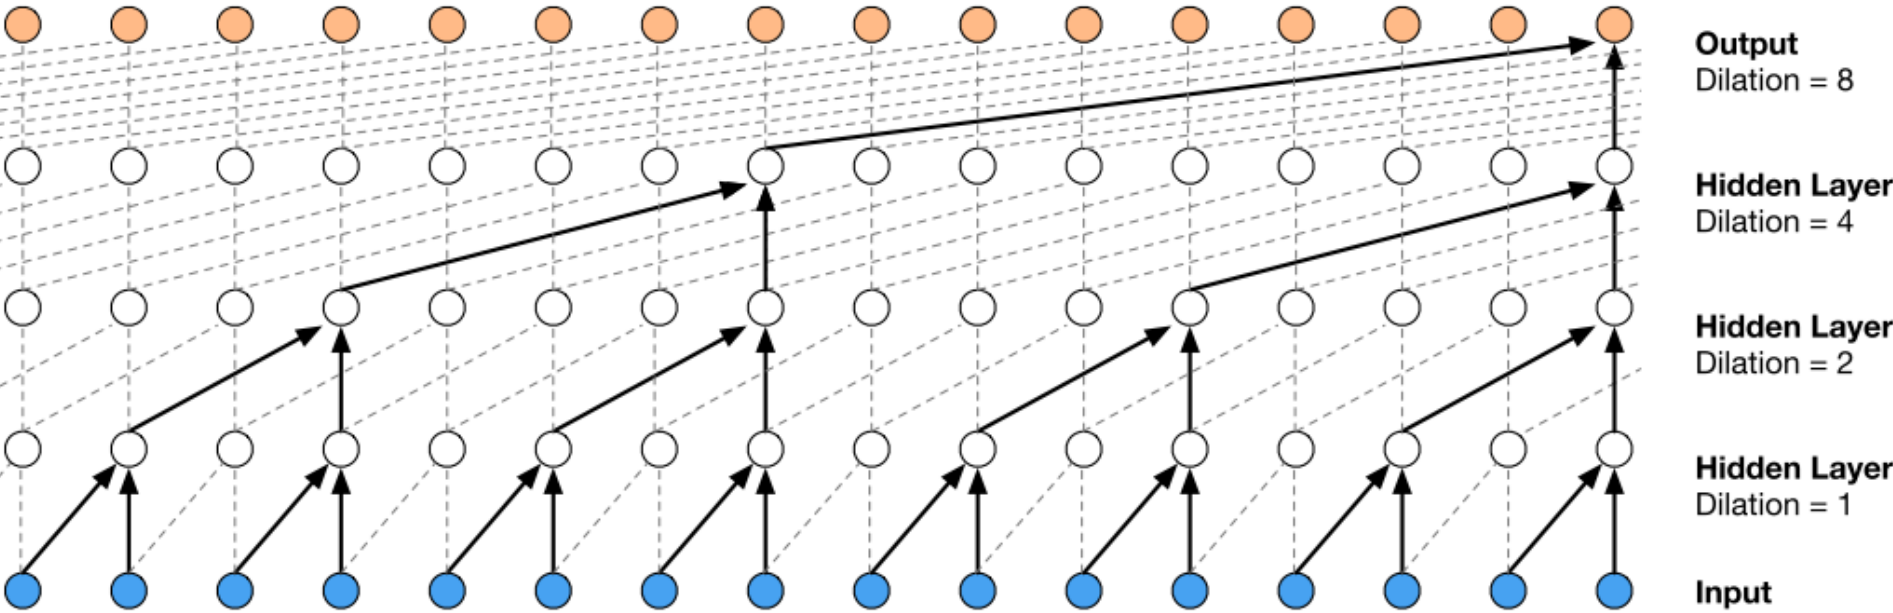 Output
Dilation = 8
Hidden Layer
Dilation = 4
Hidden Layer
Dilation = 2
Hidden Layer
Dilation = 1
Input